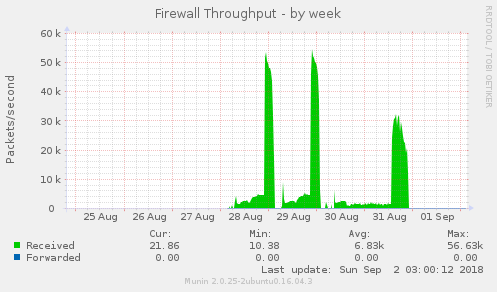 Firewall Throughput - by week
RRDTOOL / TOBI OETIKER
Packets/second
60 k
50 k
40 k
30 k
20 k
10 k
0
25 Aug 26 Aug 27 Aug 28 Aug 29 Aug 30 Aug 31 Aug 01 Sep
Cur: Min: Avg: Max:
Received 21.86 10.38 6.83k 56.63k
Forwarded 0.00 0.00 0.00 0.00
Last update: Sun Sep 2 03:00:12 2018
Munin 2.0.25-2ubuntu0.16.04.3